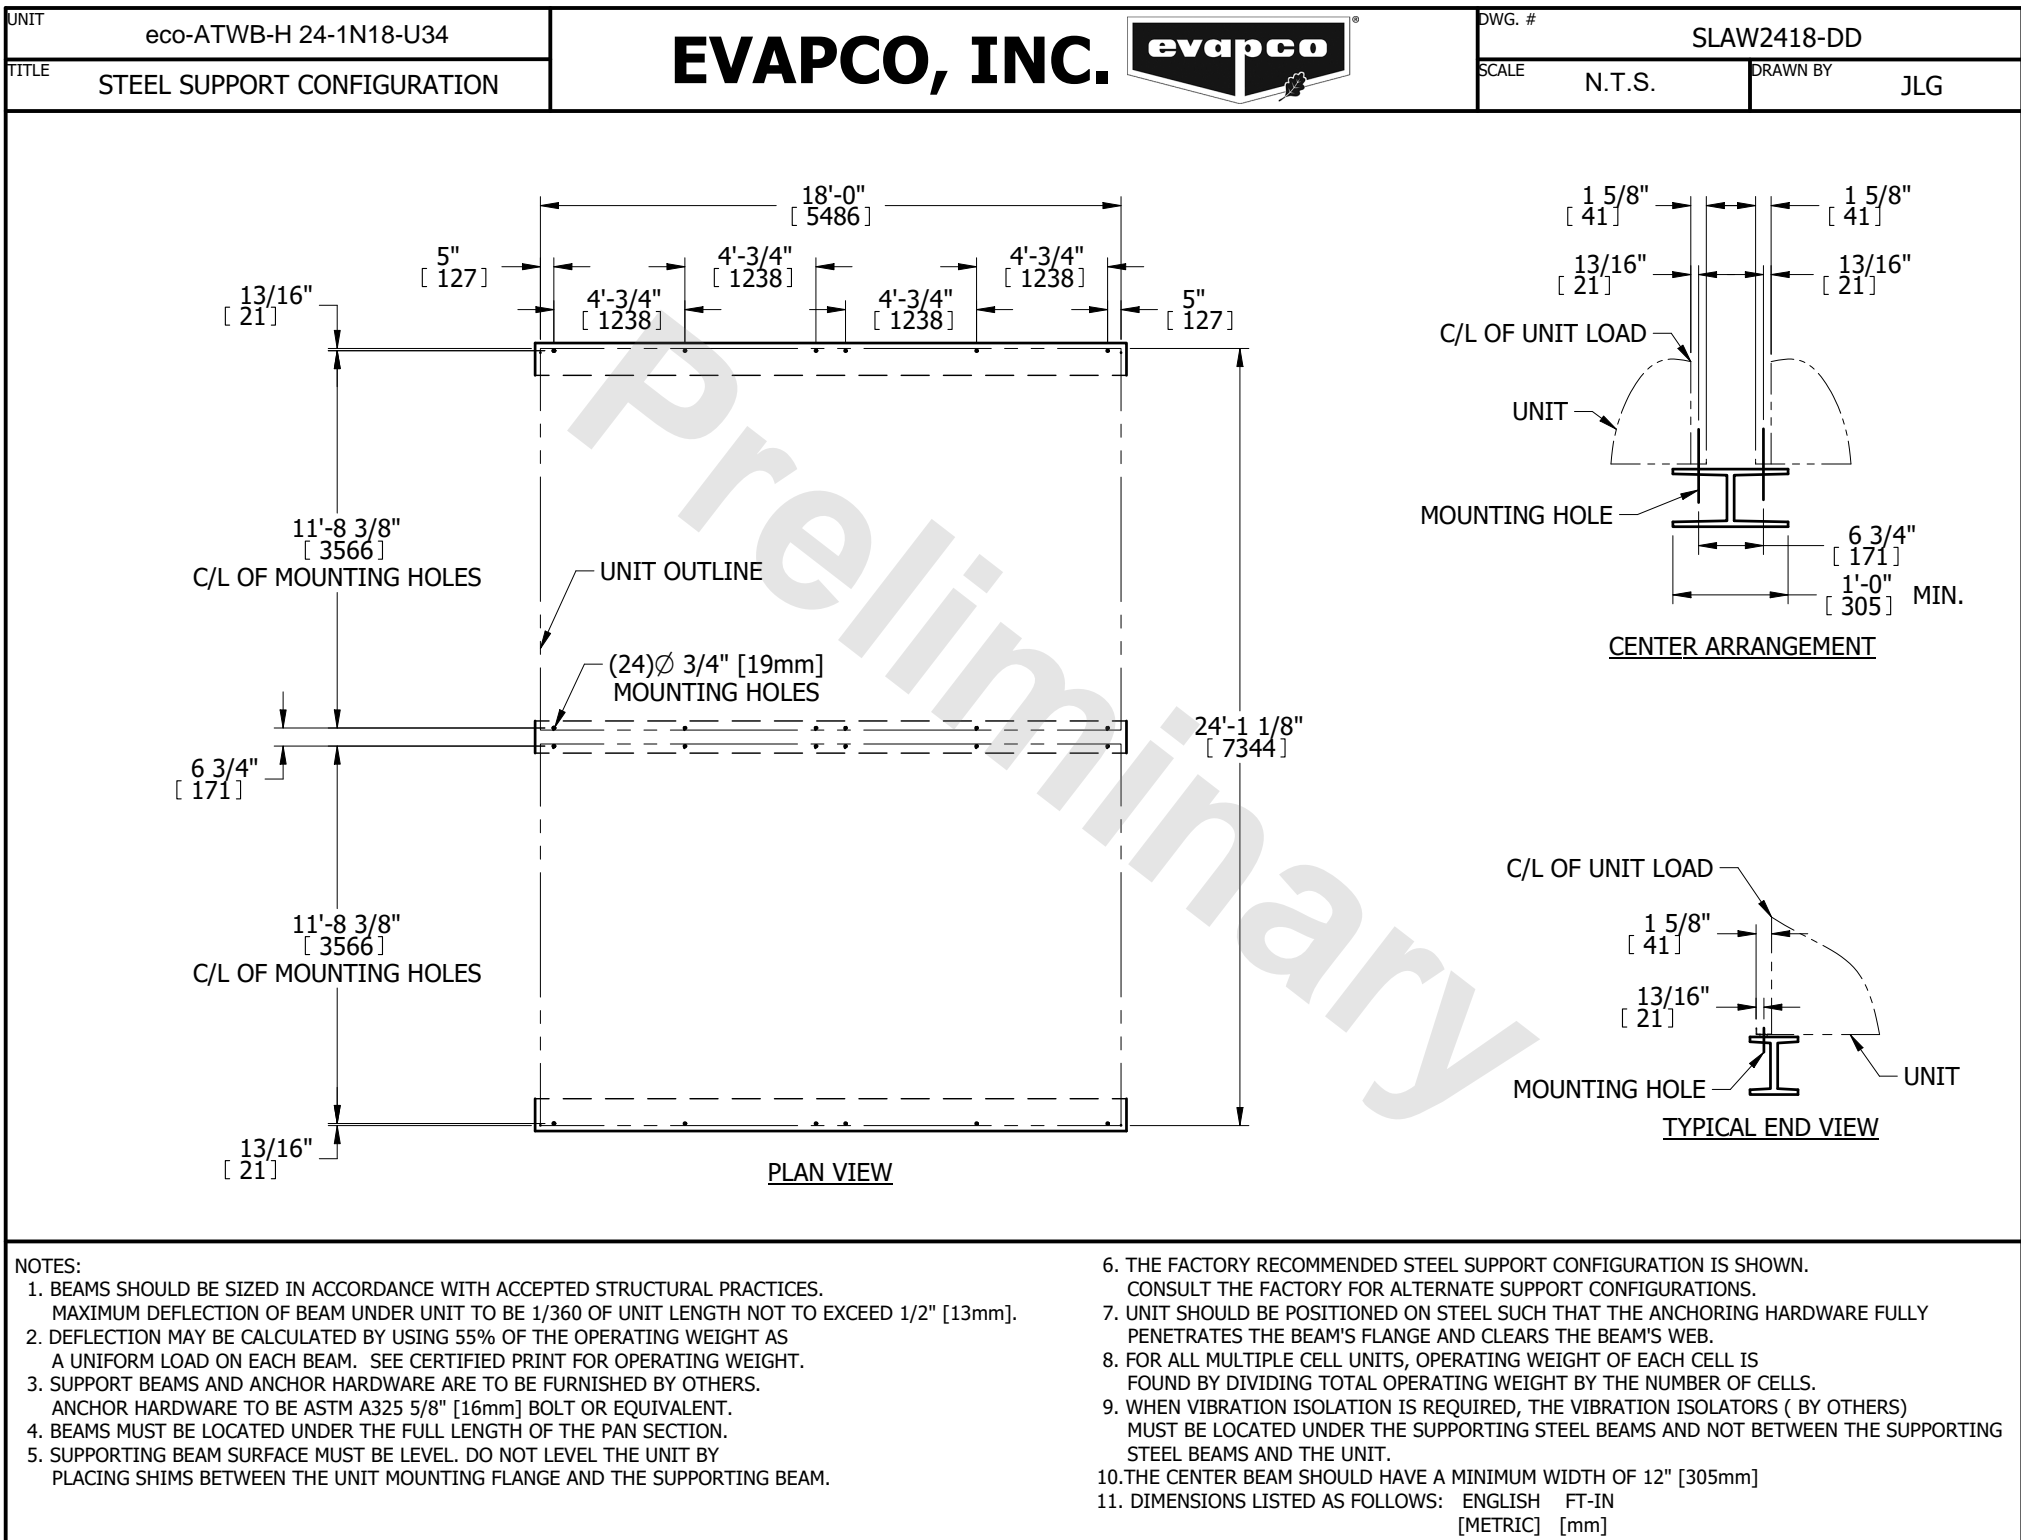 UNIT
eco-ATWB-H 24-1N18-U34
TITLE
STEEL SUPPORT CONFIGURATION
EVAPCO, INC.
evapco
®
DWG. #
SLAW2418-DD
SCALE
N.T.S.
DRAWN BY
JLG
18'-0"
[ 5486 ]
5"
[ 127 ]
4'-3/4"
[ 1238 ]
4'-3/4"
[ 1238 ]
13/16"
[ 21 ]
4'-3/4"
[ 1238 ]
4'-3/4"
[ 1238 ]
5"
[ 127 ]
11'-8 3/8"
[ 3566 ]
C/L OF MOUNTING HOLES
UNIT OUTLINE
(24)∅ 3/4" [19mm]
MOUNTING HOLES
6 3/4"
[ 171 ]
24'-1 1/8"
[ 7344 ]
11'-8 3/8"
[ 3566 ]
C/L OF MOUNTING HOLES
13/16"
[ 21 ]
PLAN VIEW
Preliminary
1 5/8"
[ 41 ]
1 5/8"
[ 41 ]
13/16"
[ 21 ]
13/16"
[ 21 ]
C/L OF UNIT LOAD
UNIT
MOUNTING HOLE
6 3/4"
[ 171 ]
1'-0"
[ 305 ] MIN.
CENTER ARRANGEMENT
C/L OF UNIT LOAD
1 5/8"
[ 41 ]
13/16"
[ 21 ]
MOUNTING HOLE
UNIT
TYPICAL END VIEW
NOTES:
1. BEAMS SHOULD BE SIZED IN ACCORDANCE WITH ACCEPTED STRUCTURAL PRACTICES.
MAXIMUM DEFLECTION OF BEAM UNDER UNIT TO BE 1/360 OF UNIT LENGTH NOT TO EXCEED 1/2" [13mm].
2. DEFLECTION MAY BE CALCULATED BY USING 55% OF THE OPERATING WEIGHT AS
A UNIFORM LOAD ON EACH BEAM. SEE CERTIFIED PRINT FOR OPERATING WEIGHT.
3. SUPPORT BEAMS AND ANCHOR HARDWARE ARE TO BE FURNISHED BY OTHERS.
ANCHOR HARDWARE TO BE ASTM A325 5/8" [16mm] BOLT OR EQUIVALENT.
4. BEAMS MUST BE LOCATED UNDER THE FULL LENGTH OF THE PAN SECTION.
5. SUPPORTING BEAM SURFACE MUST BE LEVEL. DO NOT LEVEL THE UNIT BY
PLACING SHIMS BETWEEN THE UNIT MOUNTING FLANGE AND THE SUPPORTING BEAM.
6. THE FACTORY RECOMMENDED STEEL SUPPORT CONFIGURATION IS SHOWN.
CONSULT THE FACTORY FOR ALTERNATE SUPPORT CONFIGURATIONS.
7. UNIT SHOULD BE POSITIONED ON STEEL SUCH THAT THE ANCHORING HARDWARE FULLY
PENETRATES THE BEAM'S FLANGE AND CLEARS THE BEAM'S WEB.
8. FOR ALL MULTIPLE CELL UNITS, OPERATING WEIGHT OF EACH CELL IS
FOUND BY DIVIDING TOTAL OPERATING WEIGHT BY THE NUMBER OF CELLS.
9. WHEN VIBRATION ISOLATION IS REQUIRED, THE VIBRATION ISOLATORS ( BY OTHERS)
MUST BE LOCATED UNDER THE SUPPORTING STEEL BEAMS AND NOT BETWEEN THE SUPPORTING
STEEL BEAMS AND THE UNIT.
10.THE CENTER BEAM SHOULD HAVE A MINIMUM WIDTH OF 12" [305mm]
11. DIMENSIONS LISTED AS FOLLOWS: ENGLISH FT-IN
[METRIC] [mm]